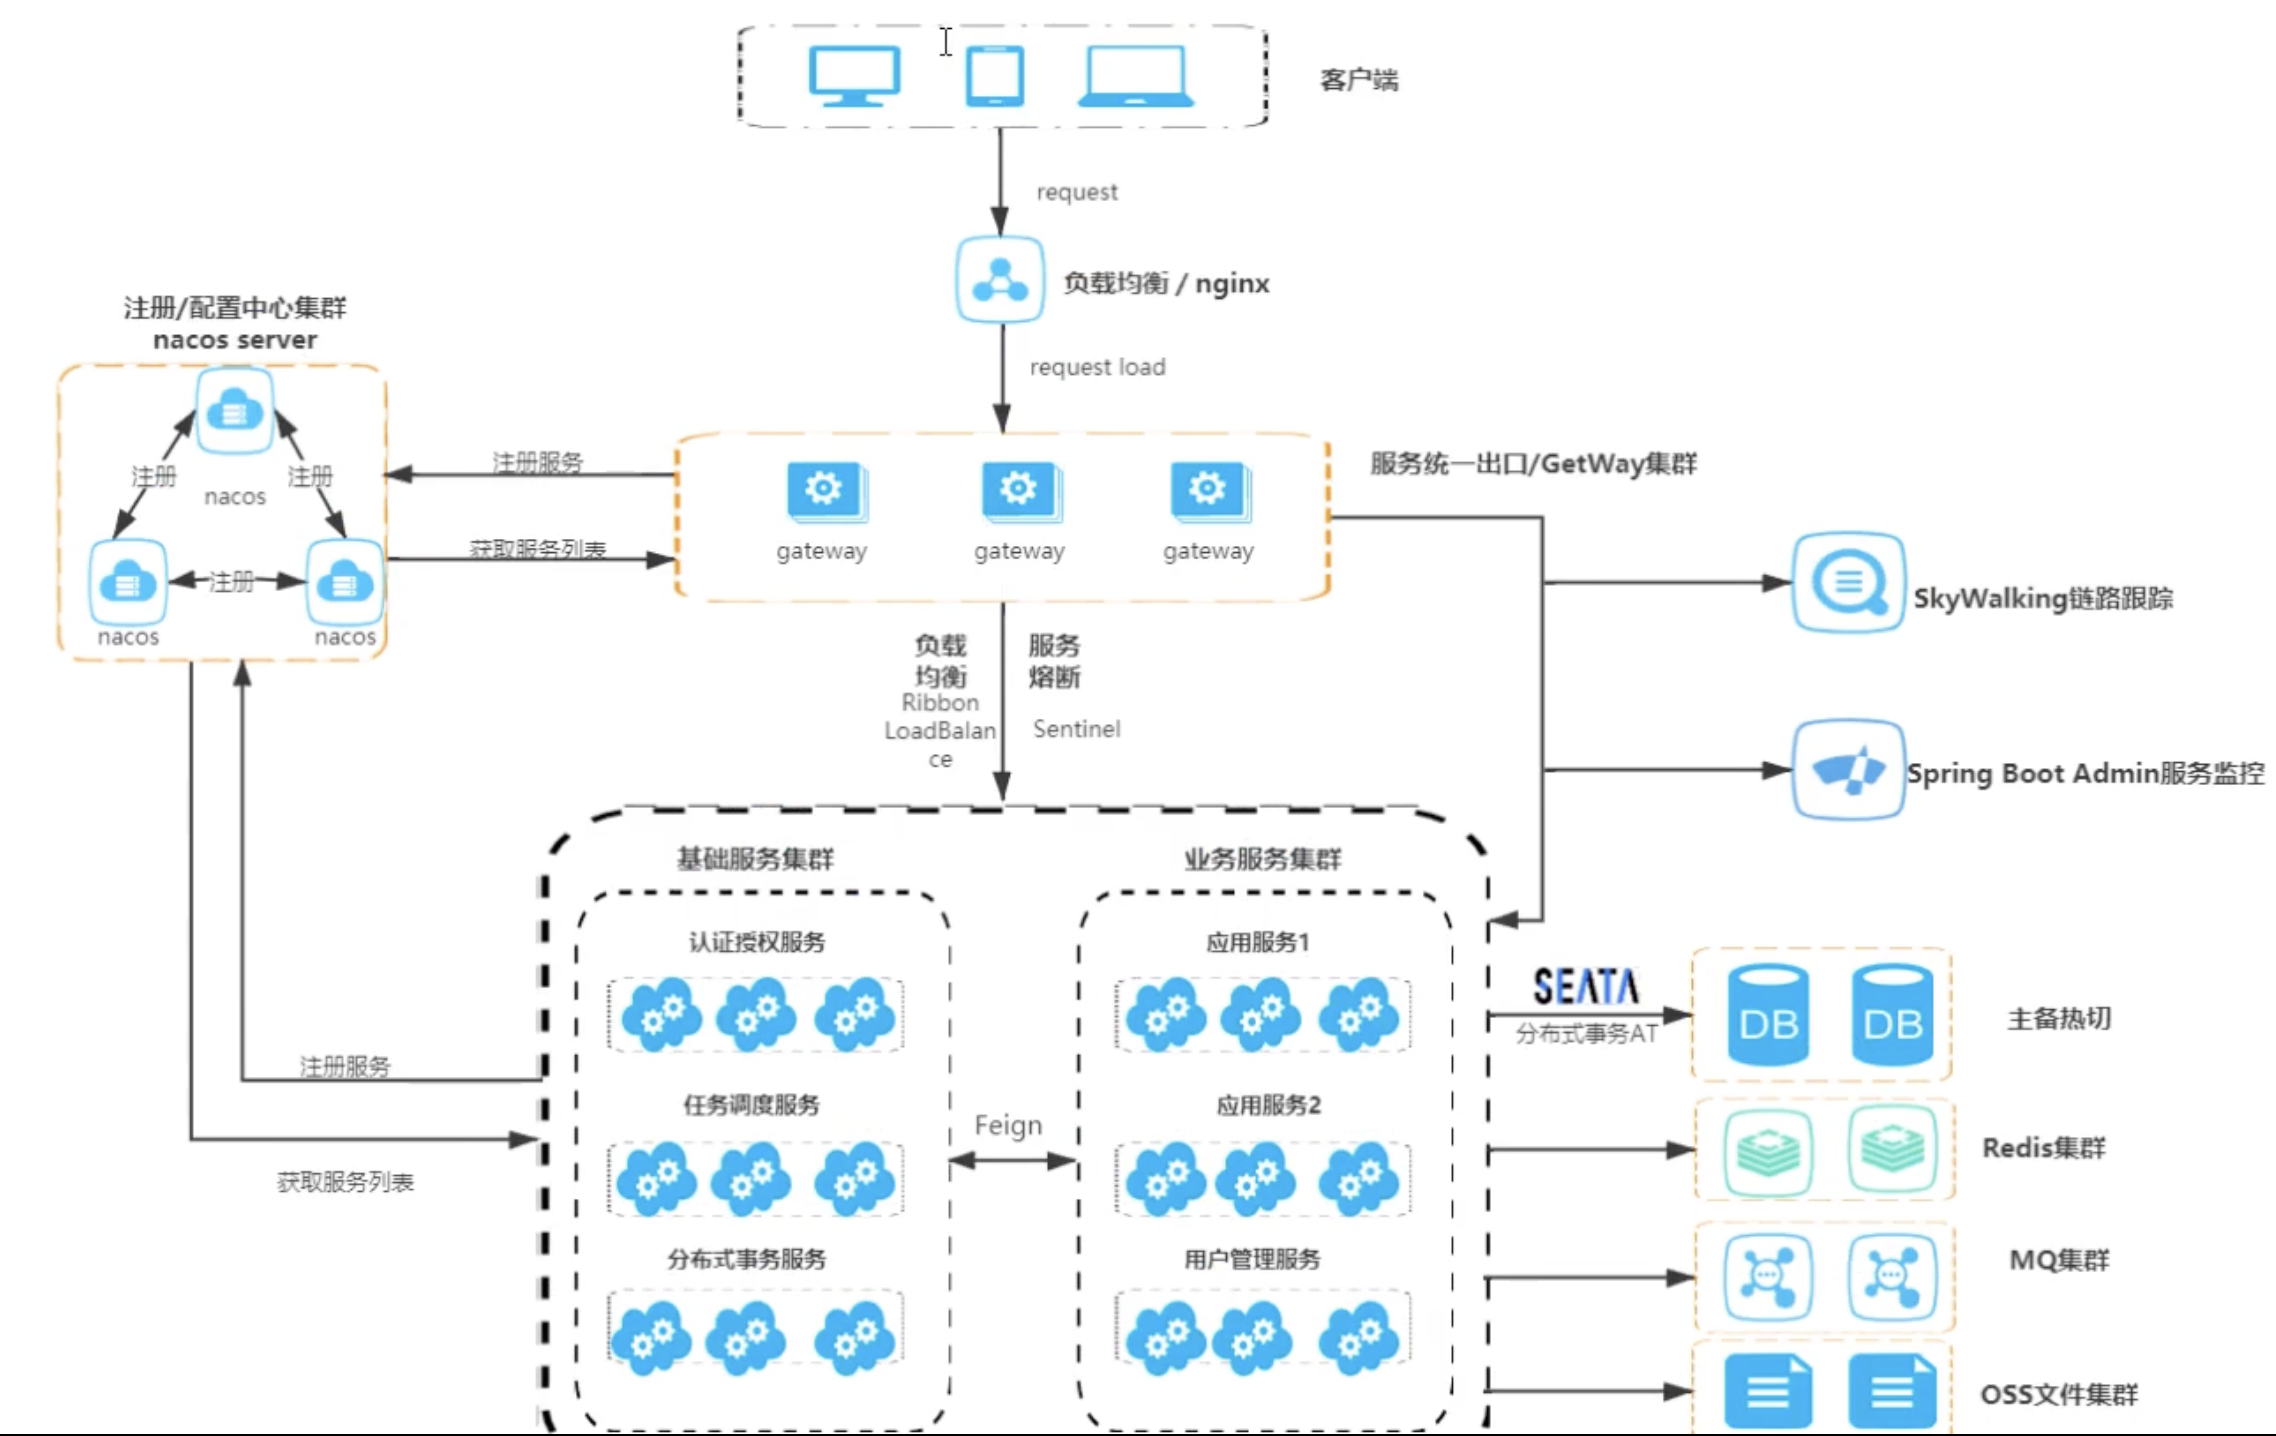 客户端
request
负载均衡 / nginx
注册/配置中心集群
nacos server
request load
注册
注册
nacos
注册
nacos
nacos
注册服务
获取服务列表
gateway
gateway
gateway
服务统一出口/GetWay集群
SkyWalking链路跟踪
Spring Boot Admin服务监控
负载
均衡
Ribbon
LoadBalan
ce
服务
熔断
Sentinel
基础服务集群
业务服务集群
认证授权服务
应用服务1
任务调度服务
应用服务2
Feign
分布式事务服务
用户管理服务
注册服务
获取服务列表
SEATA
分布式事务AT
DB
DB
主备热切
Redis集群
MQ集群
OSS文件集群